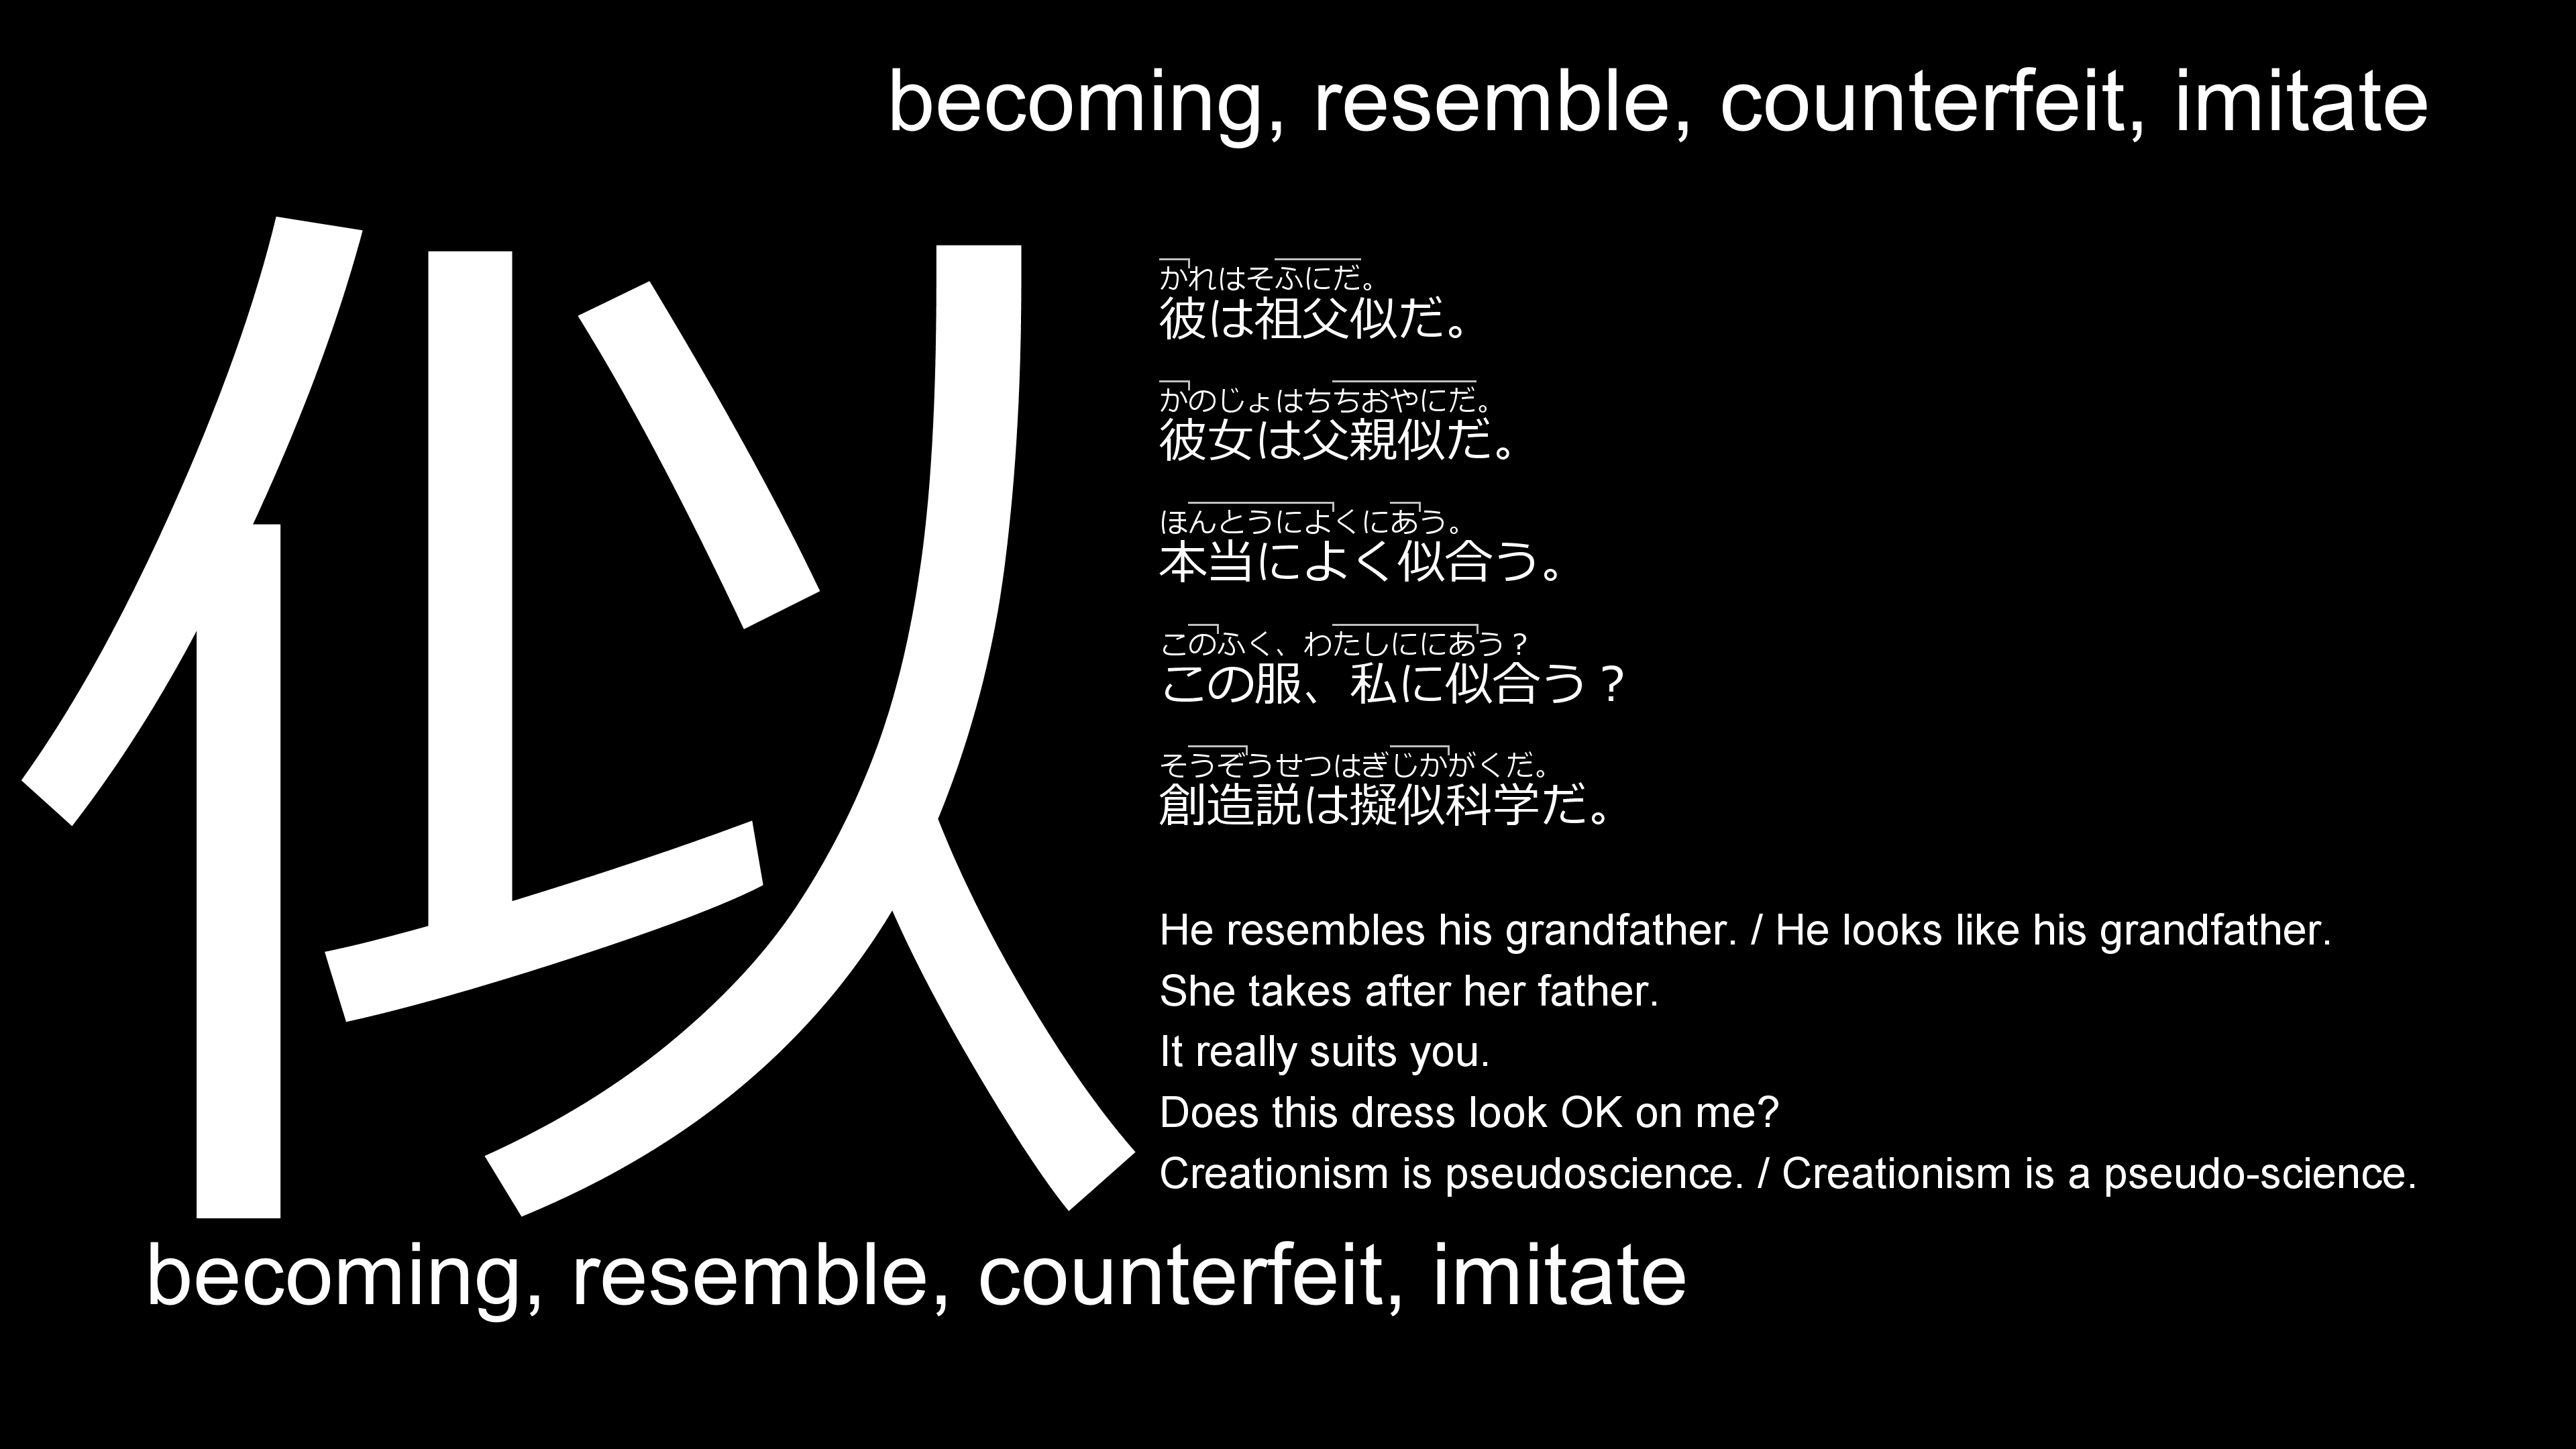 becoming, resemble, counterfeit, imitate
似
かれはそふにだ。
彼は祖父似だ。
かのじょはちちおやにだ。
彼女は父親似だ。
ほんとうによくにあう。
本当によく似合う。
このふく、わたしににあう？
この服、私に似合う？
そうぞうせつはぎじかがくだ。
創造説は擬似科学だ。
He resembles his grandfather. / He looks like his grandfather.
She takes after her father.
It really suits you.
Does this dress look OK on me?
Creationism is pseudoscience. / Creationism is a pseudo-science.
becoming, resemble, counterfeit, imitate